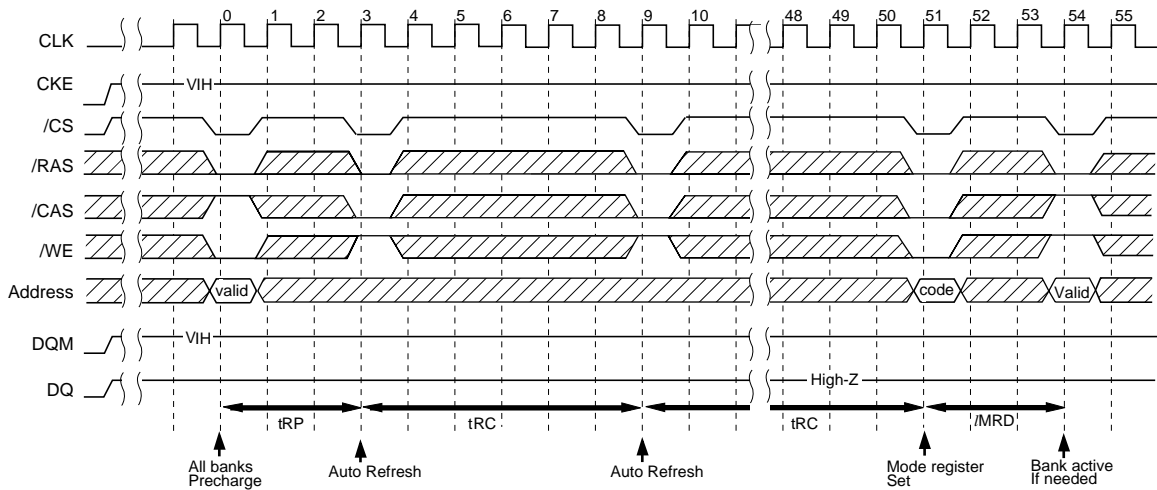 0 1 2 3 4 5 6 7 8 9 10 48 49 50 51 52 53 54 55
CLK
CKE VIH
/CS
/RAS
/CAS
/WE
Address valid code Valid
DQM VIH
DQ High-Z
tRP tRC tRC lMRD
All banks
Precharge
Auto Refresh
Auto Refresh
Mode register
Set
Bank active
If needed